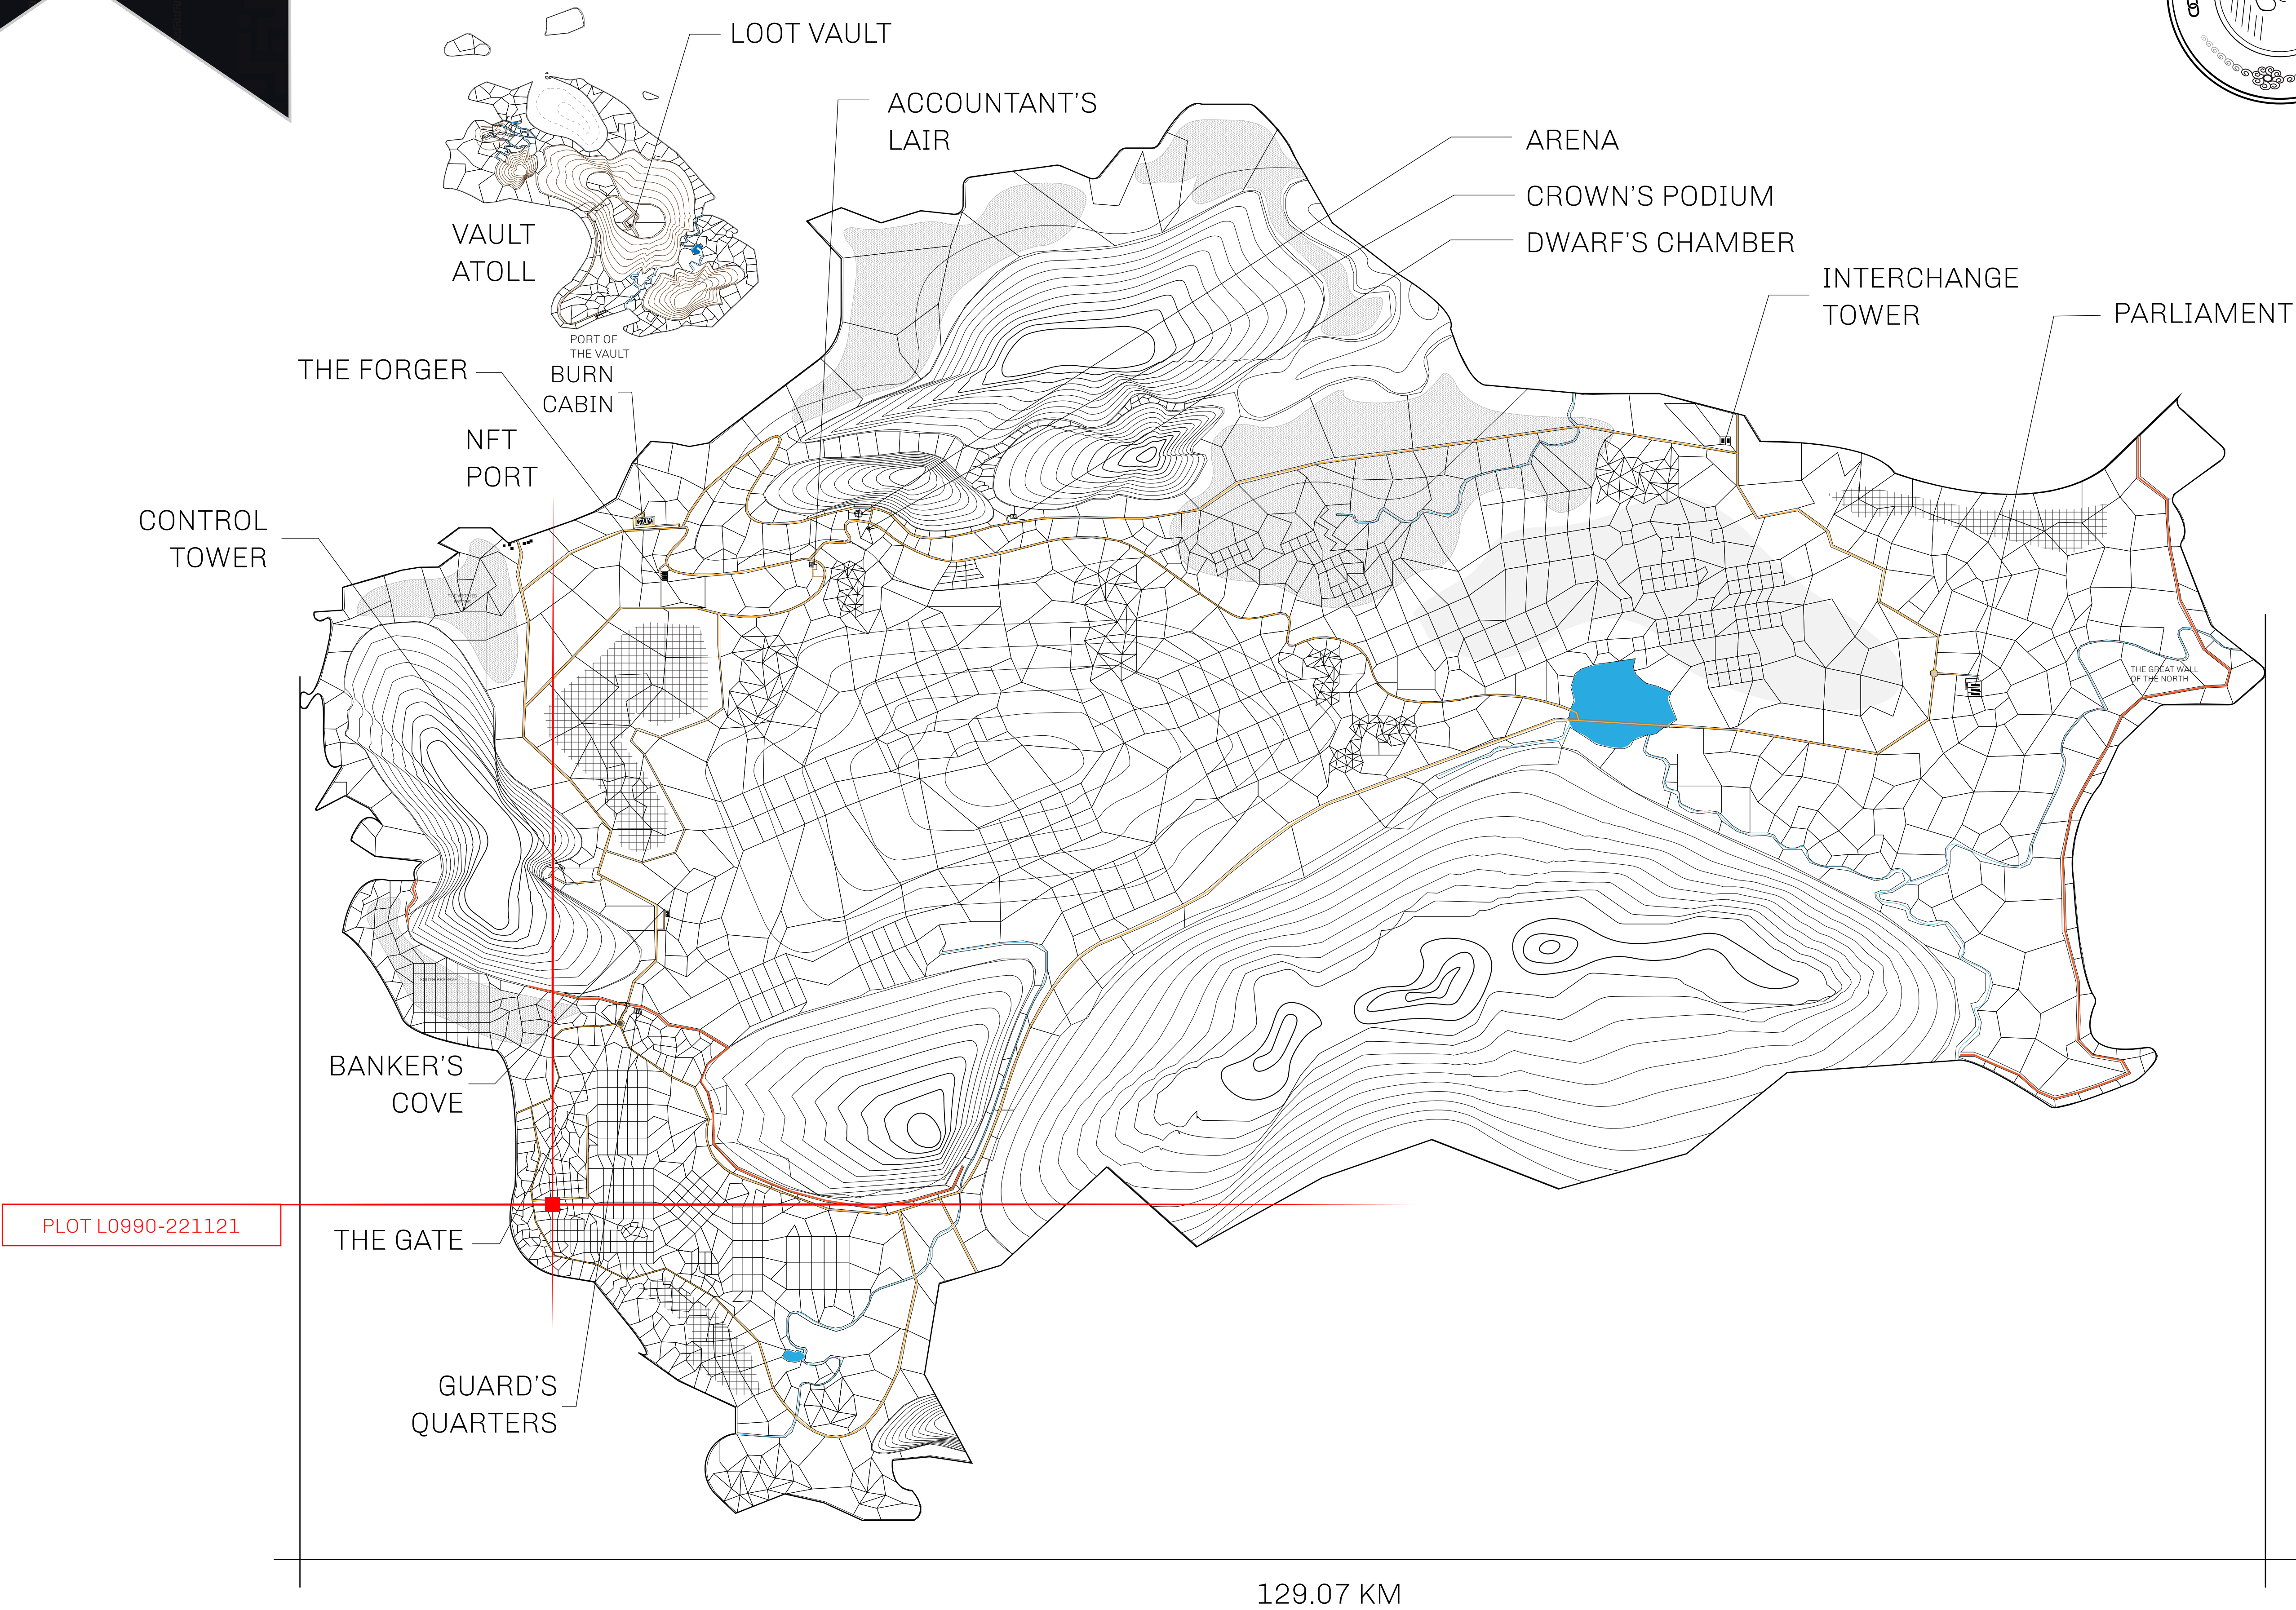 LOOT VAULT
ACCOUNTANT'S
LAIR
ARENA
CROWN'S PODIUM
DWARF'S CHAMBER
INTERCHANGE
TOWER
PARLIAMENT
VAULT
ATOLL
PORT OF
THE VAULT
THE FORGER
BURN
CABIN
NFT
PORT
CONTROL
TOWER
THE GREAT WALL
OF THE NORTH
SOUTH RESERVE
BANKER'S
COVE
PLOT L0990-221121
THE GATE
GUARD'S
QUARTERS
129.07 KM